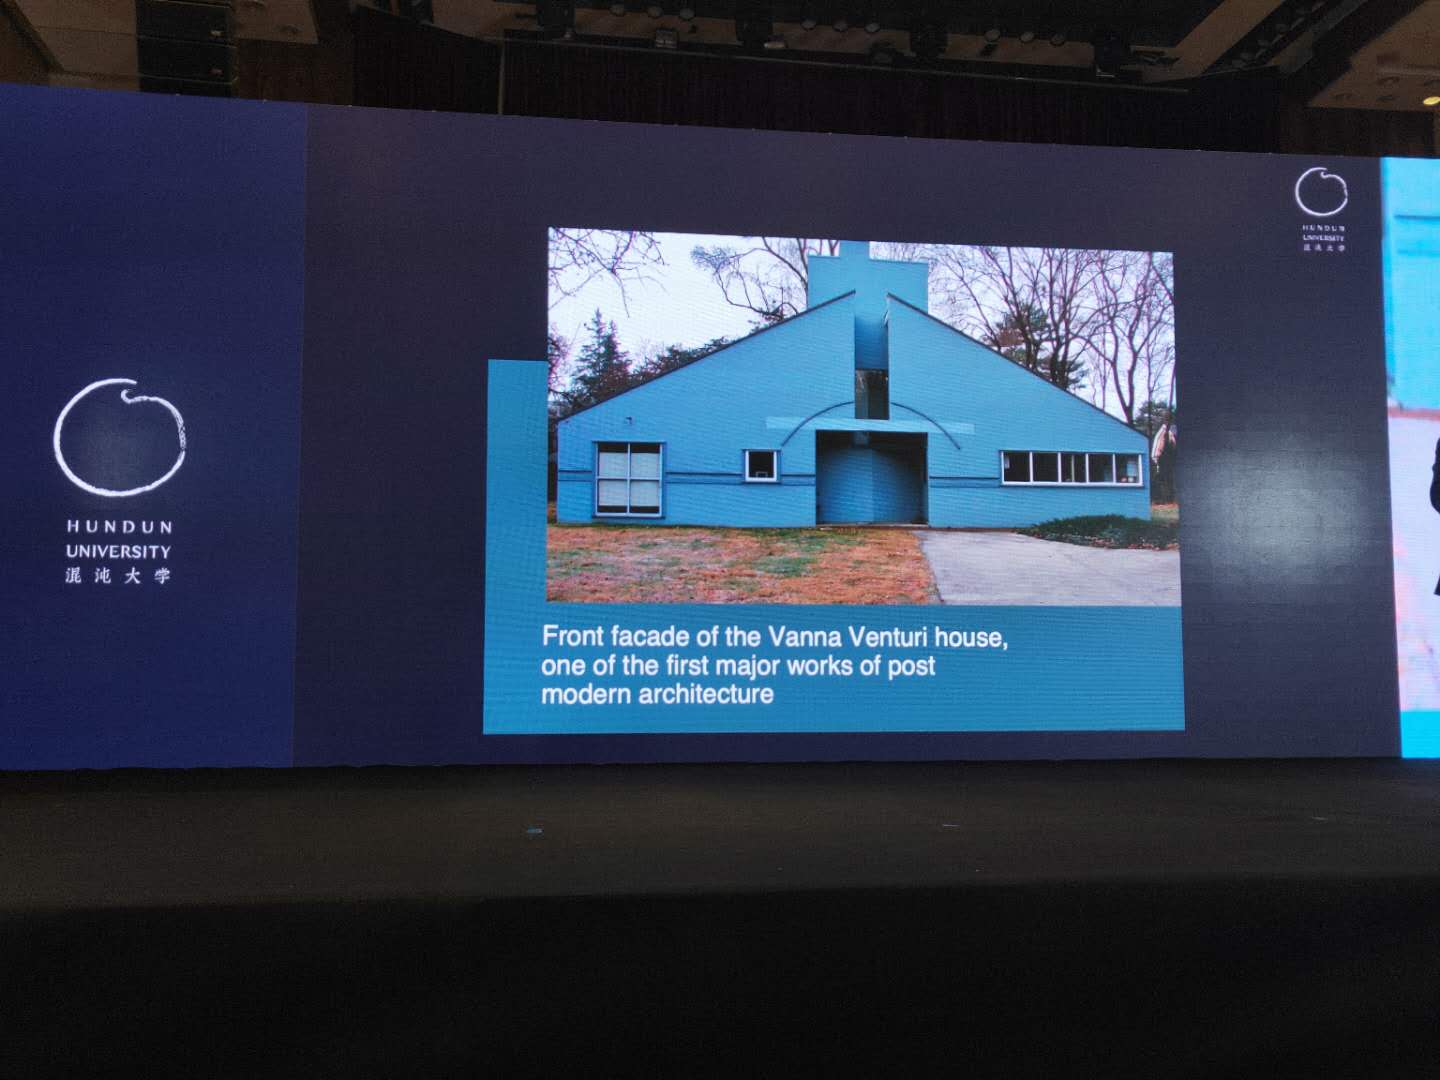 HUNDUN
UNIVERSITY
混沌大学
HUNDUN
UNIVERSITY
混沌大学
Front facade of the Vanna Venturi house,
one of the first major works of post
modern architecture